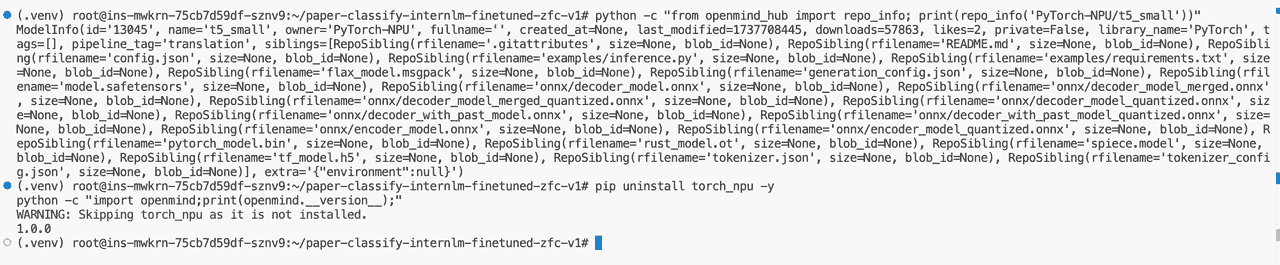 (.venv) root@ins-mwkrn-75cb7d59df-sznv9:~/paper-classify-internlm-finetuned-zfc-v1# python -c "from openmind_hub import repo_info; print(repo_info('PyTorch-NPU/t5_small'))"
ModelInfo(id='13045', name='t5_small', owner='PyTorch-NPU', fullname='', created_at=None, last_modified=1737708445, downloads=57863, likes=2, private=False, library_name='PyTorch', t
ags=[], pipeline_tag='translation', siblings=[RepoSibling(rfilename='.gitattributes', size=None, blob_id=None), RepoSibling(rfilename='README.md', size=None, blob_id=None), RepoSibli
ng(rfilename='config.json', size=None, blob_id=None), RepoSibling(rfilename='examples/inference.py', size=None, blob_id=None), RepoSibling(rfilename='examples/requirements.txt', size
=None, blob_id=None), RepoSibling(rfilename='flax_model.msgpack', size=None, blob_id=None), RepoSibling(rfilename='generation_config.json', size=None, blob_id=None), RepoSibling(rfil
ename='model.safetensors', size=None, blob_id=None), RepoSibling(rfilename='onnx/decoder_model.onnx', size=None, blob_id=None), RepoSibling(rfilename='onnx/decoder_model_merged.onnx'
, size=None, blob_id=None), RepoSibling(rfilename='onnx/decoder_model_merged_quantized.onnx', size=None, blob_id=None), RepoSibling(rfilename='onnx/decoder_model_quantized.onnx', siz
e=None, blob_id=None), RepoSibling(rfilename='onnx/decoder_with_past_model.onnx', size=None, blob_id=None), RepoSibling(rfilename='onnx/decoder_with_past_model_quantized.onnx', size=
None, blob_id=None), RepoSibling(rfilename='onnx/encoder_model.onnx', size=None, blob_id=None), RepoSibling(rfilename='onnx/encoder_model_quantized.onnx', size=None, blob_id=None), R
epoSibling(rfilename='pytorch_model.bin', size=None, blob_id=None), RepoSibling(rfilename='rust_model.ot', size=None, blob_id=None), RepoSibling(rfilename='spiece.model', size=None, 
blob_id=None), RepoSibling(rfilename='tf_model.h5', size=None, blob_id=None), RepoSibling(rfilename='tokenizer.json', size=None, blob_id=None), RepoSibling(rfilename='tokenizer_confi
g.json', size=None, blob_id=None)], extra='{"environment":null}')
(.venv) root@ins-mwkrn-75cb7d59df-sznv9:~/paper-classify-internlm-finetuned-zfc-v1# pip uninstall torch_npu -y
python -c "import openmind;print(openmind.__version__);"
WARNING: Skipping torch_npu as it is not installed.
1.0.0
(.venv) root@ins-mwkrn-75cb7d59df-sznv9:~/paper-classify-internlm-finetuned-zfc-v1#